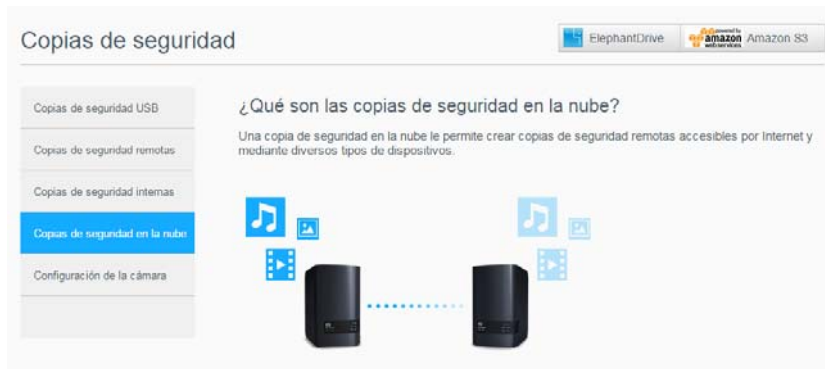 Copias de seguridad
ElephantDrive
powered by
amazon
webservices
Amazon S3
Copias de seguridad USB
Copias de seguridad remotas
Copias de seguridad internas
Copias de seguridad en la nube
Configuración de la cámara
¿Qué son las copias de seguridad en la nube?
Una copia de seguridad en la nube le permite crear copias de seguridad remotas accesibles por Internet y
mediante diversos tipos de dispositivos.